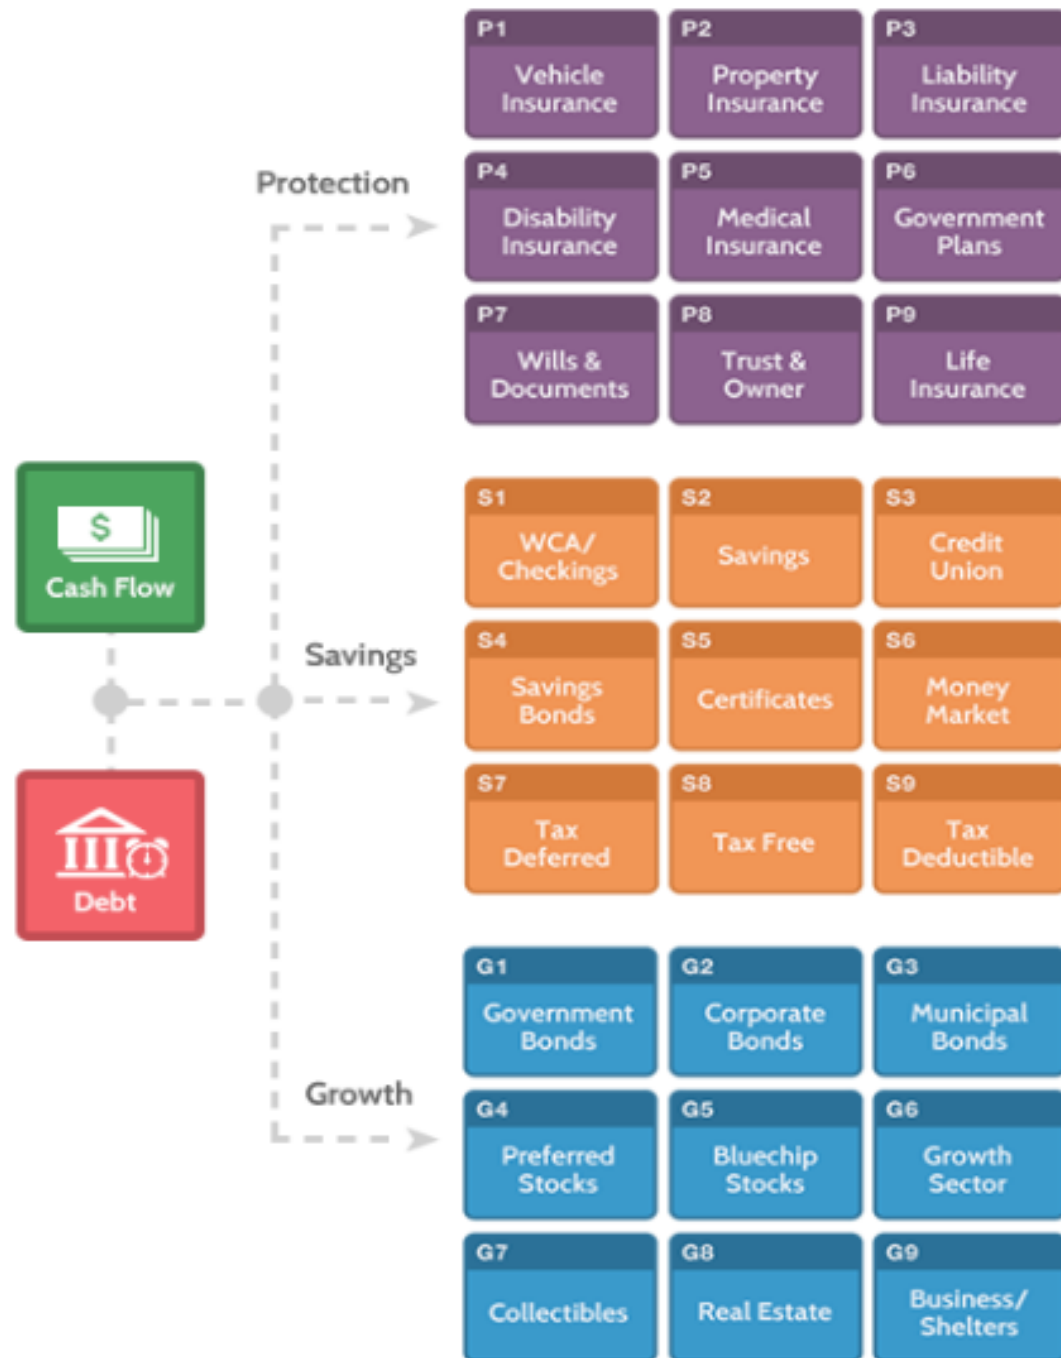 P1
Vehicle
Insurance
P2
Property
Insurance
P3
Liability
Insurance
Protection
P4
Disability
Insurance
P5
Medical
Insurance
P6
Government
Plans
P7
Wills &
Documents
P8
Trust &
Owner
P9
Life
Insurance
$
Cash Flow
Savings
S1
WCA/
Checkings
S2
Savings
S3
Credit
Union
S4
Savings
Bonds
S5
Certificates
S6
Money
Market
Debt
S7
Tax
Deferred
S8
Tax Free
S9
Tax
Deductible
Growth
G1
Government
Bonds
G2
Corporate
Bonds
G3
Municipal
Bonds
G4
Preferred
Stocks
G5
Bluechip
Stocks
G6
Growth
Sector
G7
Collectibles
G8
Real Estate
G9
Business/
Shelters